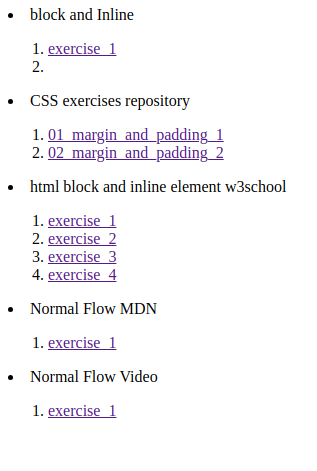 • block and Inline
1. exercise_1
2.
• CSS exercises repository
1. 01_margin_and_padding_1
2. 02_margin_and_padding_2
• html block and inline element w3school
1. exercise_1
2. exercise_2
3. exercise_3
4. exercise_4
• Normal Flow MDN
1. exercise_1
• Normal Flow Video
1. exercise_1